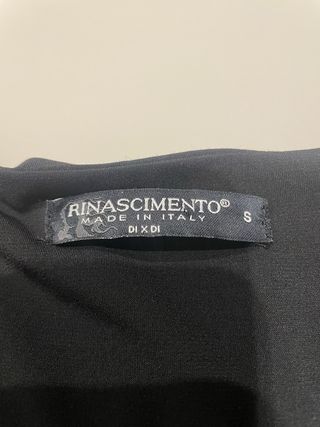 RINASCIMENTO®
MADE IN ITALY
DI X DI
S